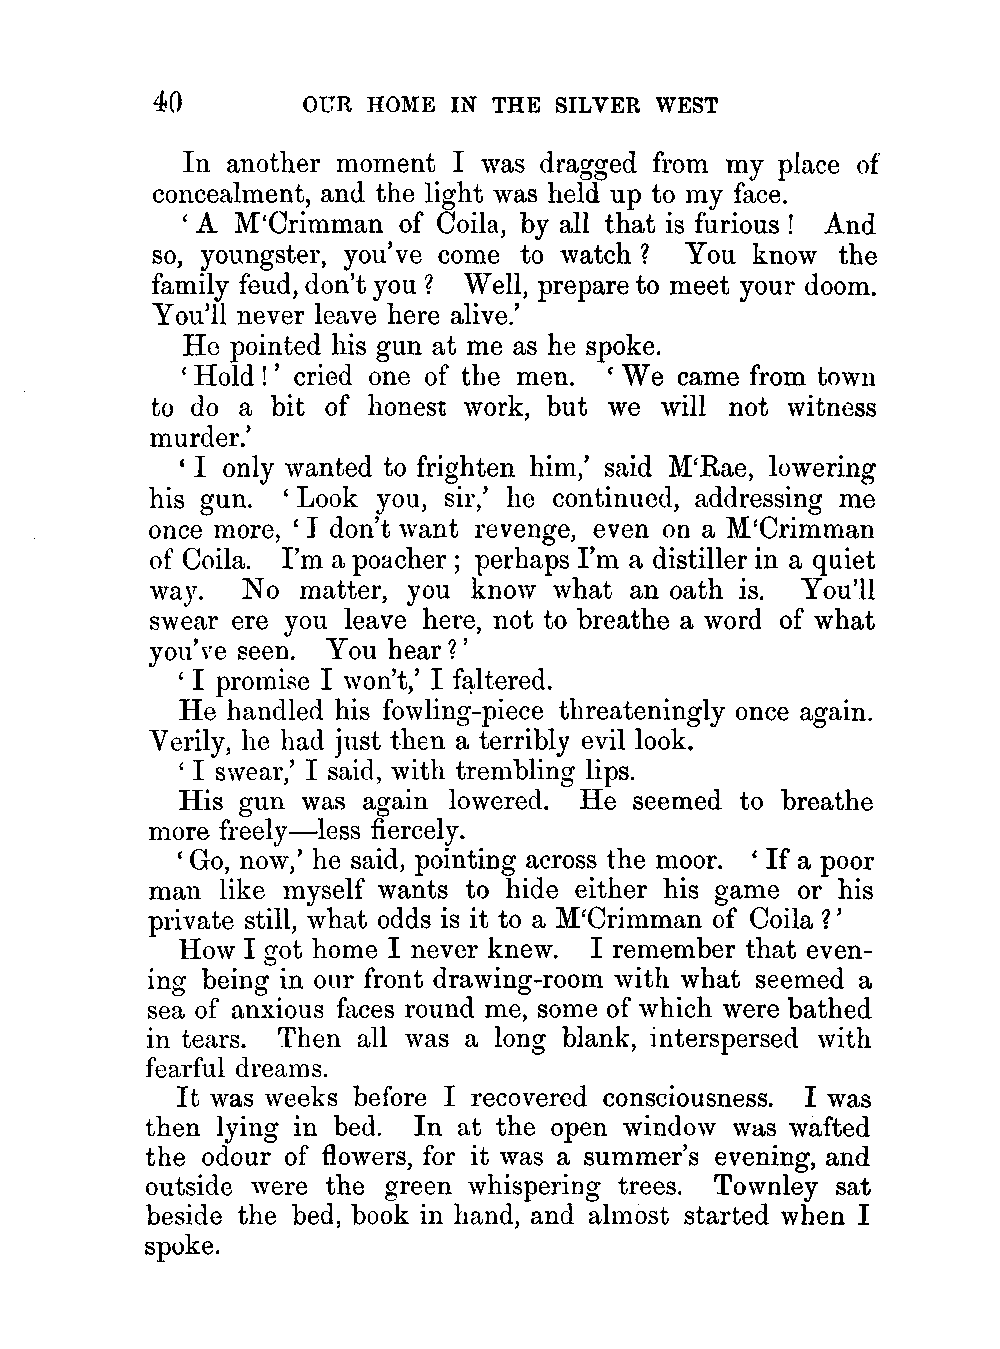 40 OUR HOME IN THE SILVER WEST
In another moment I was dragged from my place of
concealment, and the light was held up to my face.
‘ A M‘Crimman of Coila, by all that is furious ! And
so, youngster, you’ve come to watch ? You know the
family feud, don’t you ? Well, prepare to meet your doom.
You’ll never leave here alive.’
He pointed his gun at me as he spoke.
‘ Hold ! ’ cried one of the men. ‘ We came from town
to do a bit of honest work, but we will not witness
murder.’
‘ I only wanted to frighten him,’ said M‘Rae, lowering
his gun. ‘ Look you, sir,’ he continued, addressing me
once more, ‘ I don’t want revenge, even on a M‘Crimman
of Coila. I’m a poacher ; perhaps I’m a distiller in a quiet
way. No matter, you know what an oath is. You’ll
swear ere you leave here, not to breathe a word of what
you’ve seen. You hear ? ’
‘ I promise I won’t,’ I faltered.
He handled his fowling-piece threateningly once again.
Verily, he had just then a terribly evil look.
‘ I swear,’ I said, with trembling lips.
His gun was again lowered. He seemed to breathe
more freely—less fiercely.
‘ Go, now,’ he said, pointing across the moor. ‘ If a poor
man like myself wants to hide either his game or his
private still, what odds is it to a M‘Crimman of Coila ? ’
How I got home I never knew. I remember that even-
ing being in our front drawing-room with what seemed a
sea of anxious faces round me, some of which were bathed
in tears. Then all was a long blank, interspersed with
fearful dreams.
It was weeks before I recovered consciousness. I was
then lying in bed. In at the open window was wafted
the odour of flowers, for it was a summer’s evening, and
outside were the green whispering trees. Townley sat
beside the bed, book in hand, and almost started when I
spoke.